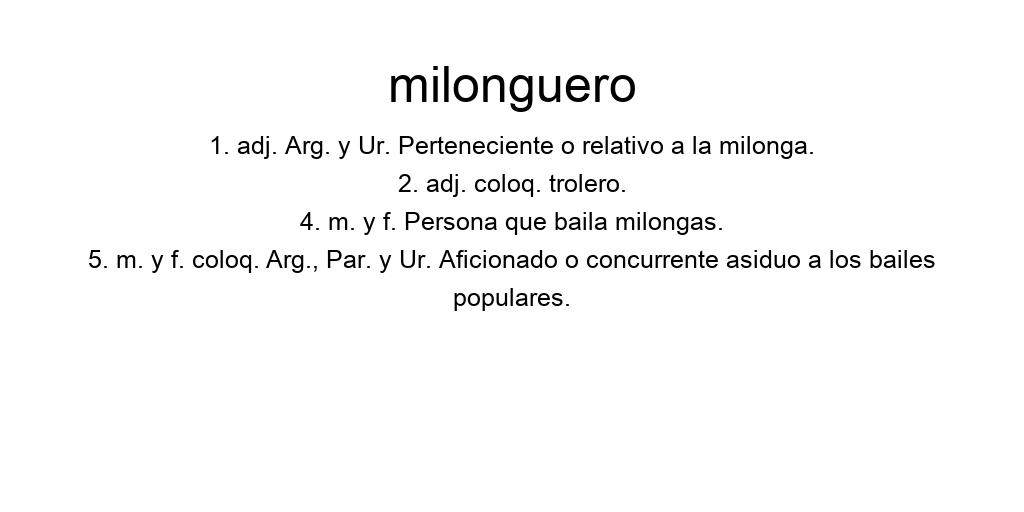 milonguero
1. adj. Arg. y Ur. Perteneciente o relativo a la milonga.
2. adj. coloq. trolero.
4. m. y f. Persona que baila milongas.
5. m. y f. coloq. Arg., Par. y Ur. Aficionado o concurrente asiduo a los bailes
populares.